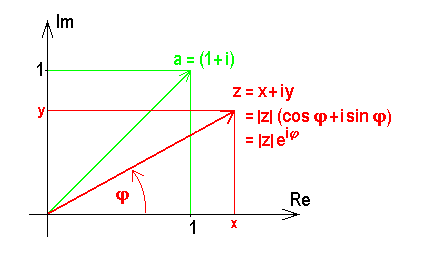 Im
a = (1+i)
1
z = x+iy
y
= |z| (cos φ+i sin φ)
= |z| e^iφ
φ
Re
1
x